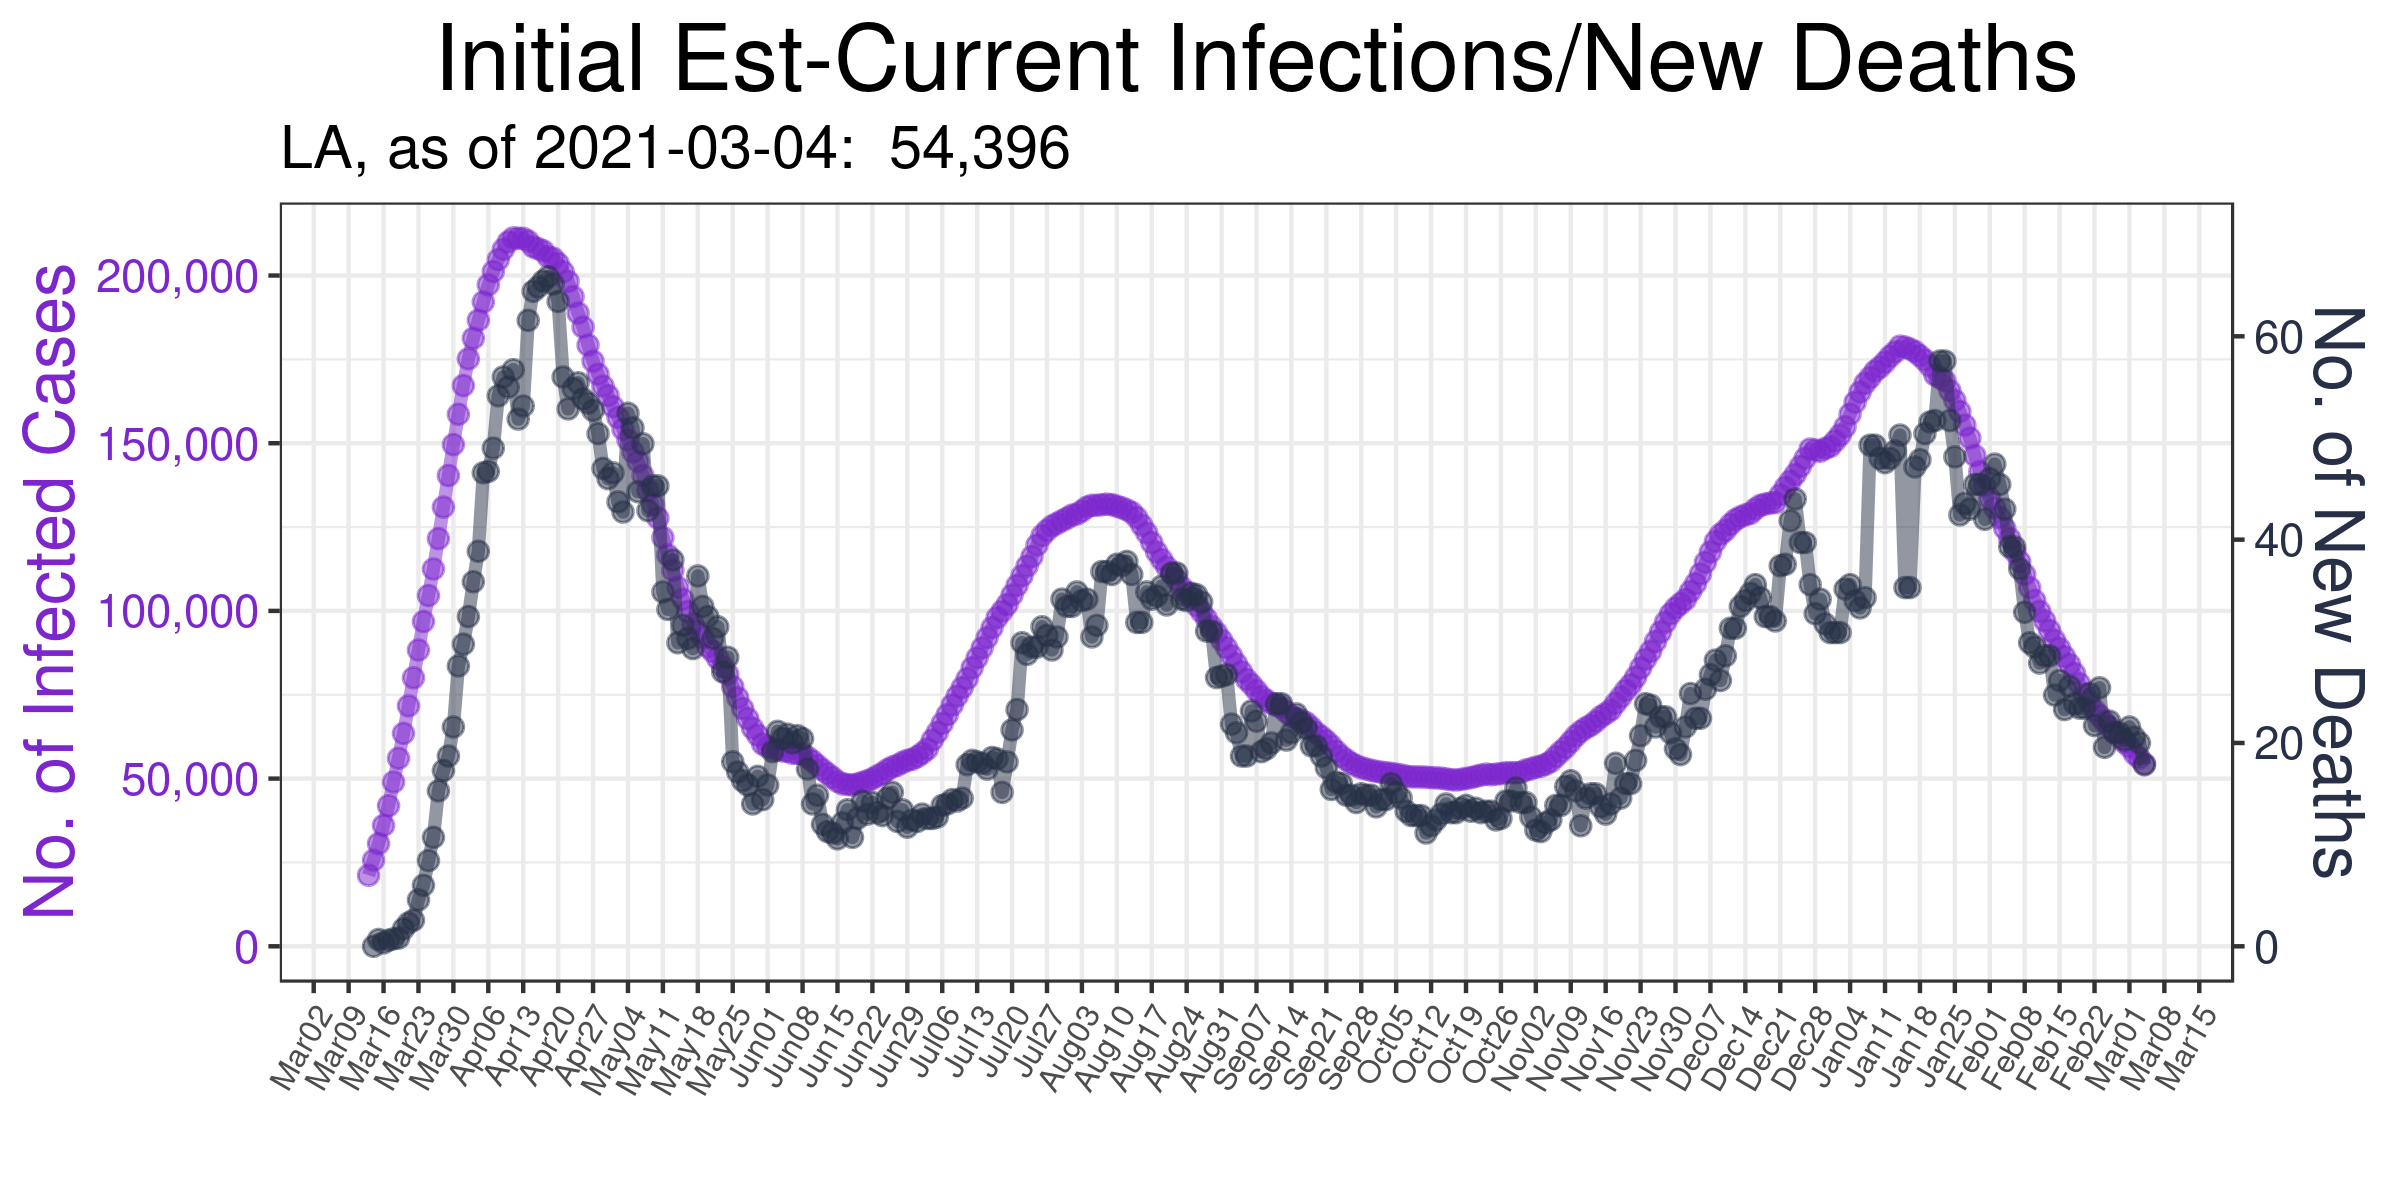 Initial Est-Current Infections/New Deaths
LA, as of 2021-03-04:  54,396
No. of Infected Cases
200,000
150,000
100,000
50,000
0
No. of New Deaths
60
40
20
0
Mar02
Mar09
Mar16
Mar23
Mar30
Apr06
Apr13
Apr20
Apr27
May04
May11
May18
May25
Jun01
Jun08
Jun15
Jun22
Jun29
Jul06
Jul13
Jul20
Jul27
Aug03
Aug10
Aug17
Aug24
Aug31
Sep07
Sep14
Sep21
Sep28
Oct05
Oct12
Oct19
Oct26
Nov02
Nov09
Nov16
Nov23
Nov30
Dec07
Dec14
Dec21
Dec28
Jan04
Jan11
Jan18
Jan25
Feb01
Feb08
Feb15
Feb22
Mar01
Mar08
Mar15